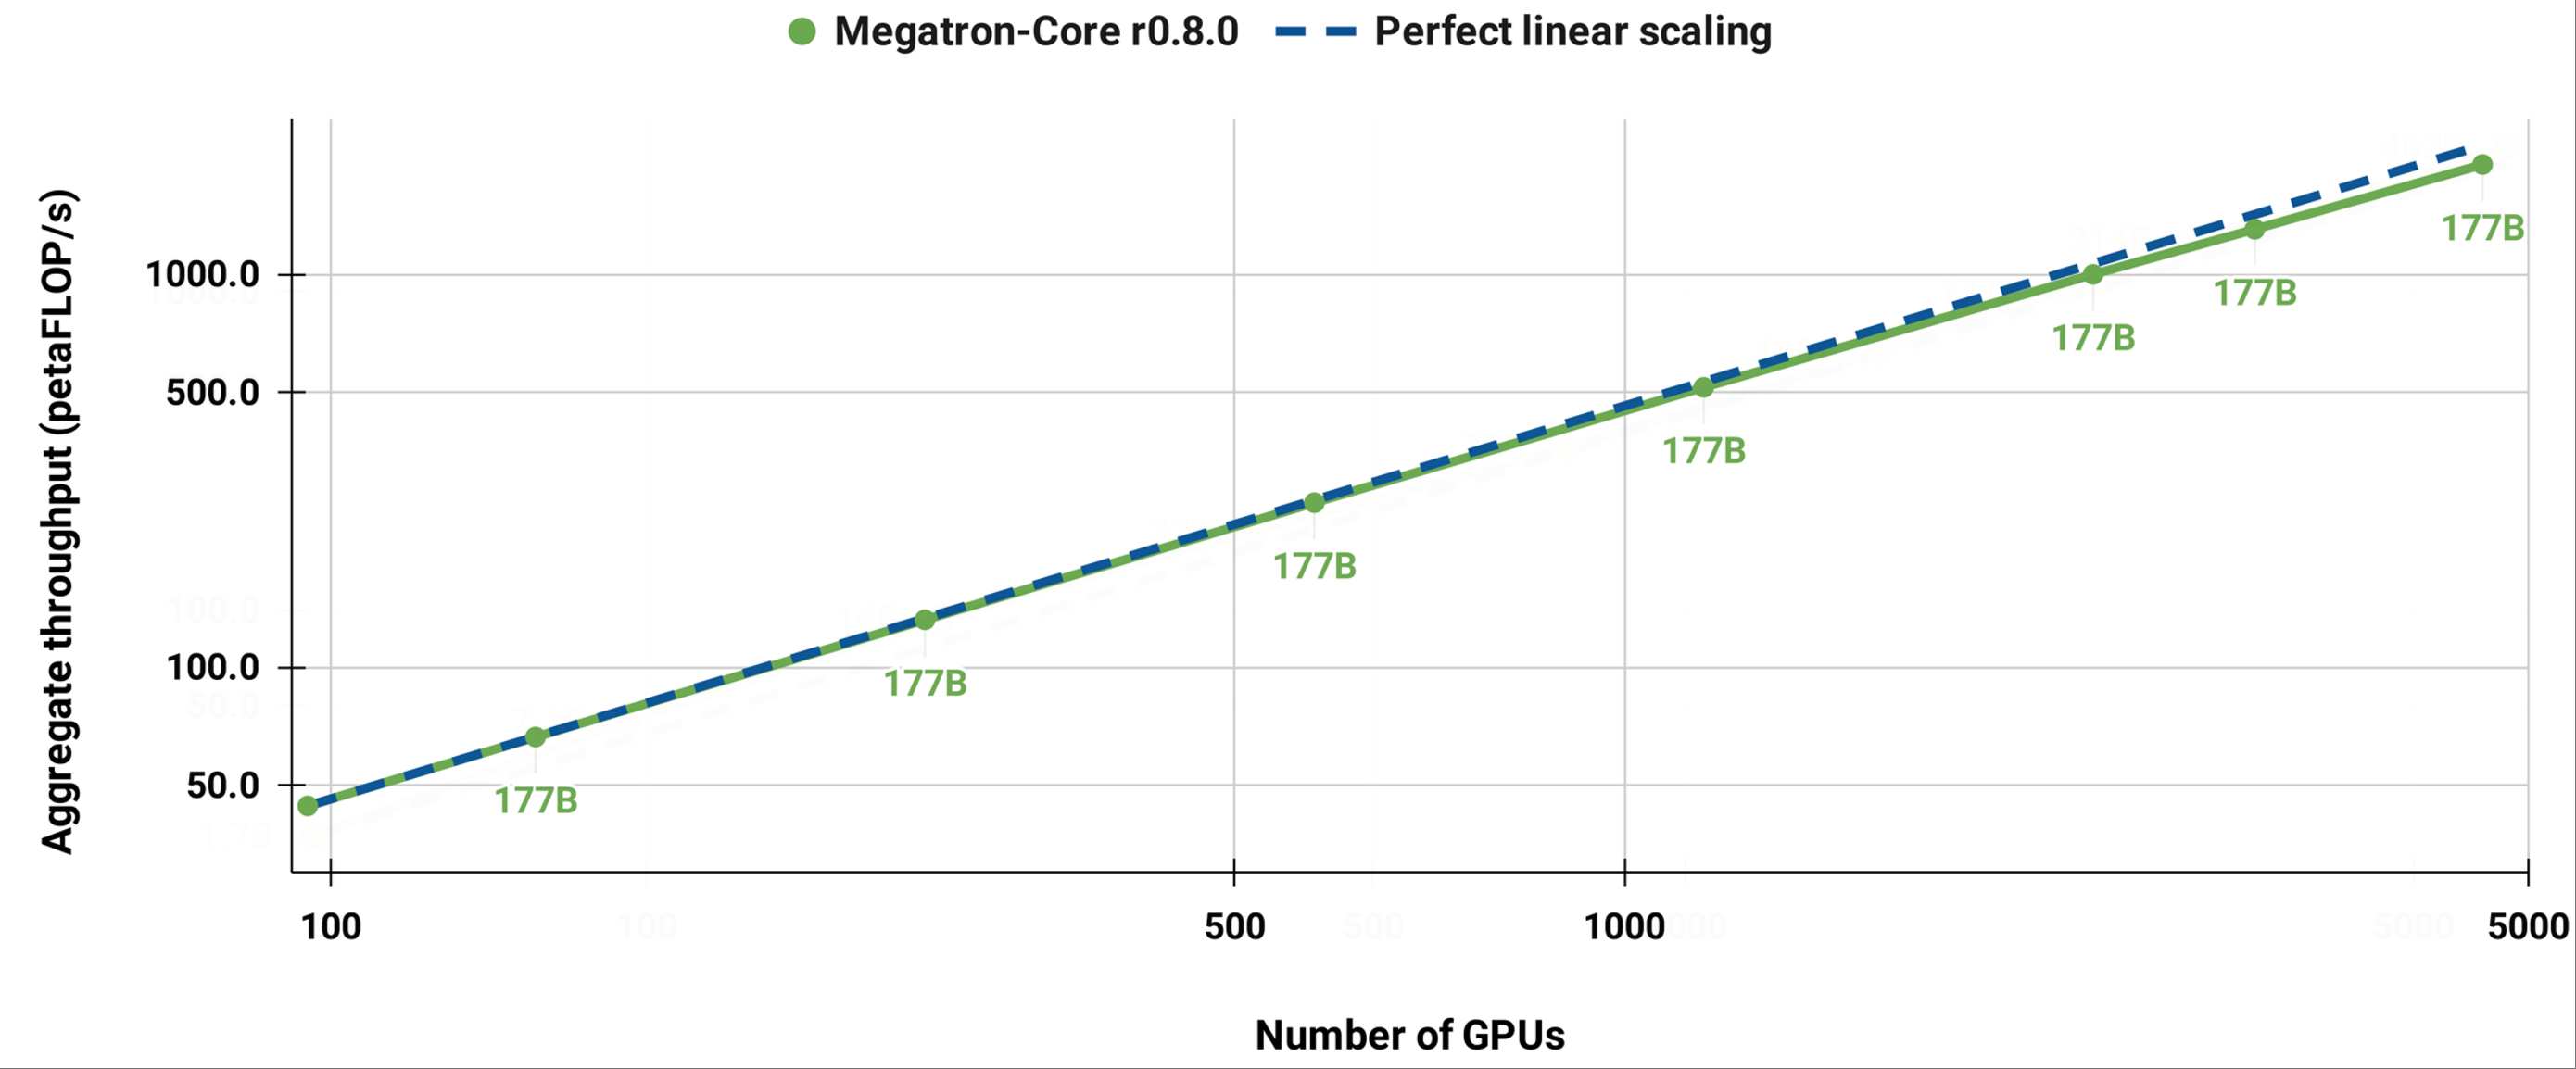 Megatron-Core r0.8.0 Perfect linear scaling
Aggregate throughput (petaFLOP/s)
1000.0
500.0
100.0
50.0
177B
177B
177B
177B
177B
177B
177B
100
500
1000
5000
Number of GPUs